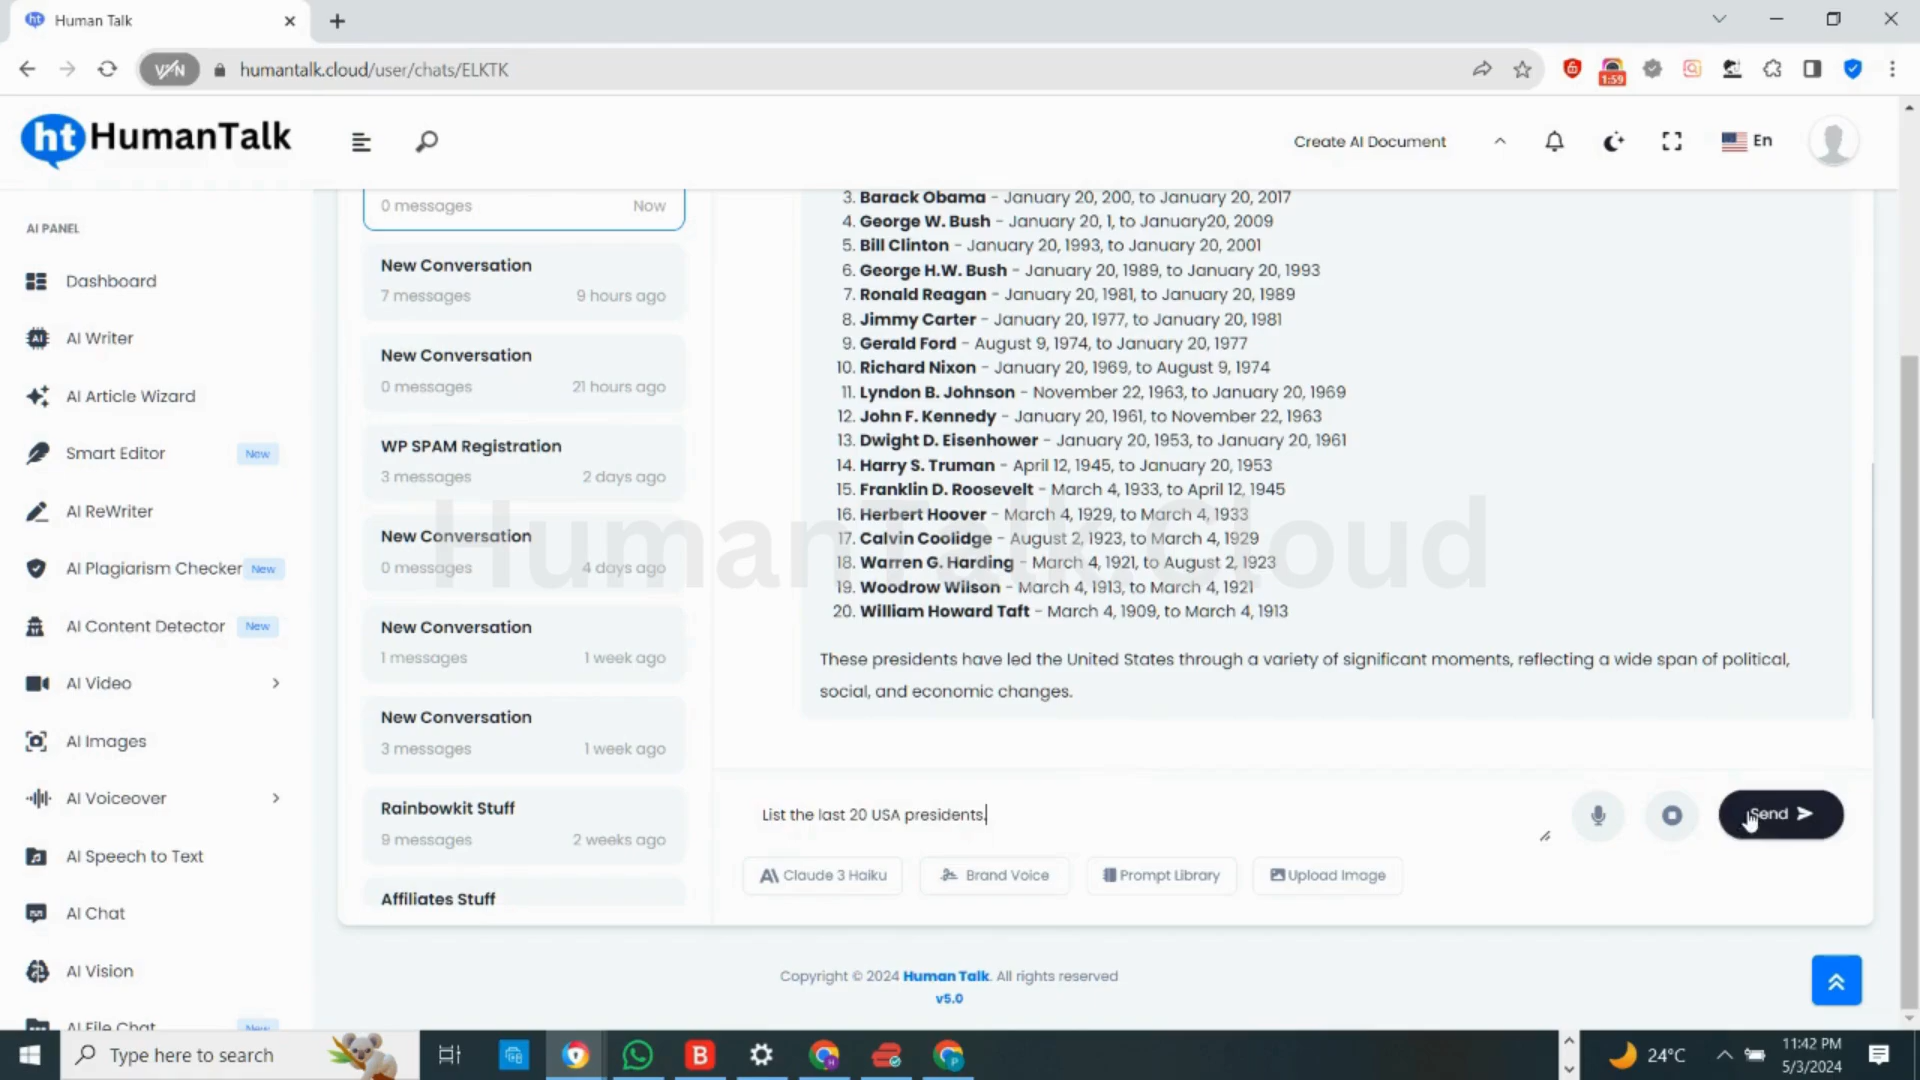 Human Talk
humantalk.cloud/user/chats/ELKTK
1:59
ht HumanTalk
Create AI Document
En
AI PANEL
Dashboard
AI Writer
AI Article Wizard
Smart Editor New
AI ReWriter
AI Plagiarism Checker New
AI Content Detector New
AI Video
AI Images
AI Voiceover
AI Speech to Text
AI Chat
AI Vision
AI File Chat New
0 messages Now
New Conversation
7 messages 9 hours ago
New Conversation
0 messages 21 hours ago
WP SPAM Registration
3 messages 2 days ago
New Conversation
0 messages 4 days ago
New Conversation
1 messages 1 week ago
New Conversation
3 messages 1 week ago
Rainbowkit Stuff
9 messages 2 weeks ago
Affiliates Stuff
3. Barack Obama - January 20, 200, to January 20, 2017
4. George W. Bush - January 20, 1, to January20, 2009
5. Bill Clinton - January 20, 1993, to January 20, 2001
6. George H.W. Bush - January 20, 1989, to January 20, 1993
7. Ronald Reagan - January 20, 1981, to January 20, 1989
8. Jimmy Carter - January 20, 1977, to January 20, 1981
9. Gerald Ford - August 9, 1974, to January 20, 1977
10. Richard Nixon - January 20, 1969, to August 9, 1974
11. Lyndon B. Johnson - November 22, 1963, to January 20, 1969
12. John F. Kennedy - January 20, 1961, to November 22, 1963
13. Dwight D. Eisenhower - January 20, 1953, to January 20, 1961
14. Harry S. Truman - April 12, 1945, to January 20, 1953
15. Franklin D. Roosevelt - March 4, 1933, to April 12, 1945
16. Herbert Hoover - March 4, 1929, to March 4, 1933
17. Calvin Coolidge - August 2, 1923, to March 4, 1929
18. Warren G. Harding - March 4, 1921, to August 2, 1923
19. Woodrow Wilson - March 4, 1913, to March 4, 1921
20. William Howard Taft - March 4, 1909, to March 4, 1913
These presidents have led the United States through a variety of significant moments, reflecting a wide span of political,
social, and economic changes.
HumanTalk.Cloud
List the last 20 USA presidents.
Send
Claude 3 Haiku Brand Voice Prompt Library Upload Image
Copyright © 2024 Human Talk. All rights reserved
v5.0
Type here to search
24°C
11:42 PM
5/3/2024